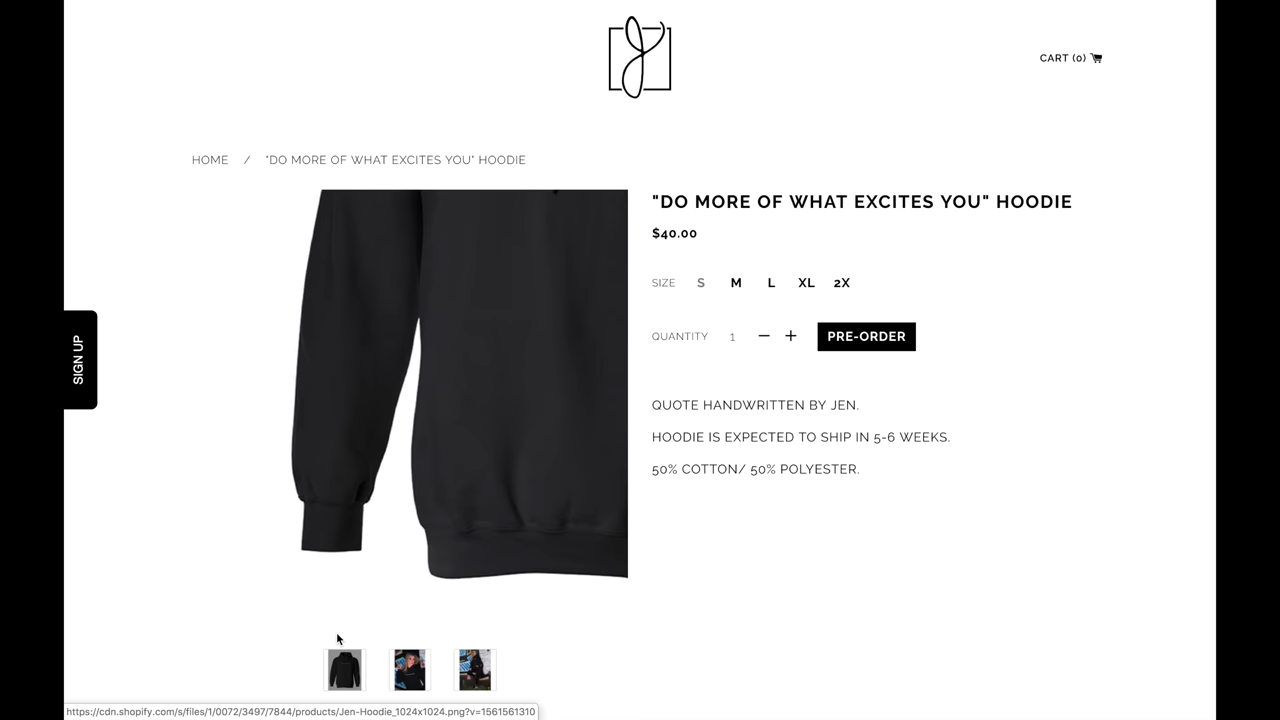 CART (0)
HOME / "DO MORE OF WHAT EXCITES YOU" HOODIE
"DO MORE OF WHAT EXCITES YOU" HOODIE
$40.00
SIZE S M L XL 2X
QUANTITY 1 − + PRE-ORDER
SIGN UP
QUOTE HANDWRITTEN BY JEN.
HOODIE IS EXPECTED TO SHIP IN 5-6 WEEKS.
50% COTTON/ 50% POLYESTER.
https://cdn.shopify.com/s/files/1/0072/3497/7844/products/Jen-Hoodie_1024x1024.png?v=1561561310